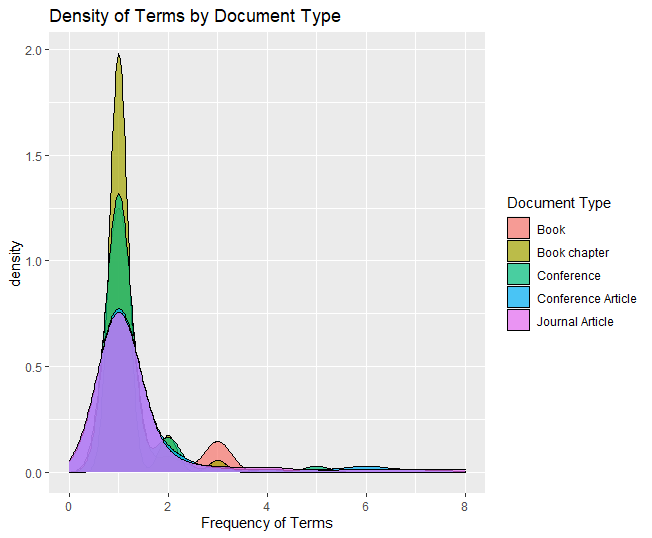 Density of Terms by Document Type
2.0
1.5
1.0
0.5
0.0
density
0 2 4 6 8
Frequency of Terms
Document Type
Book
Book chapter
Conference
Conference Article
Journal Article